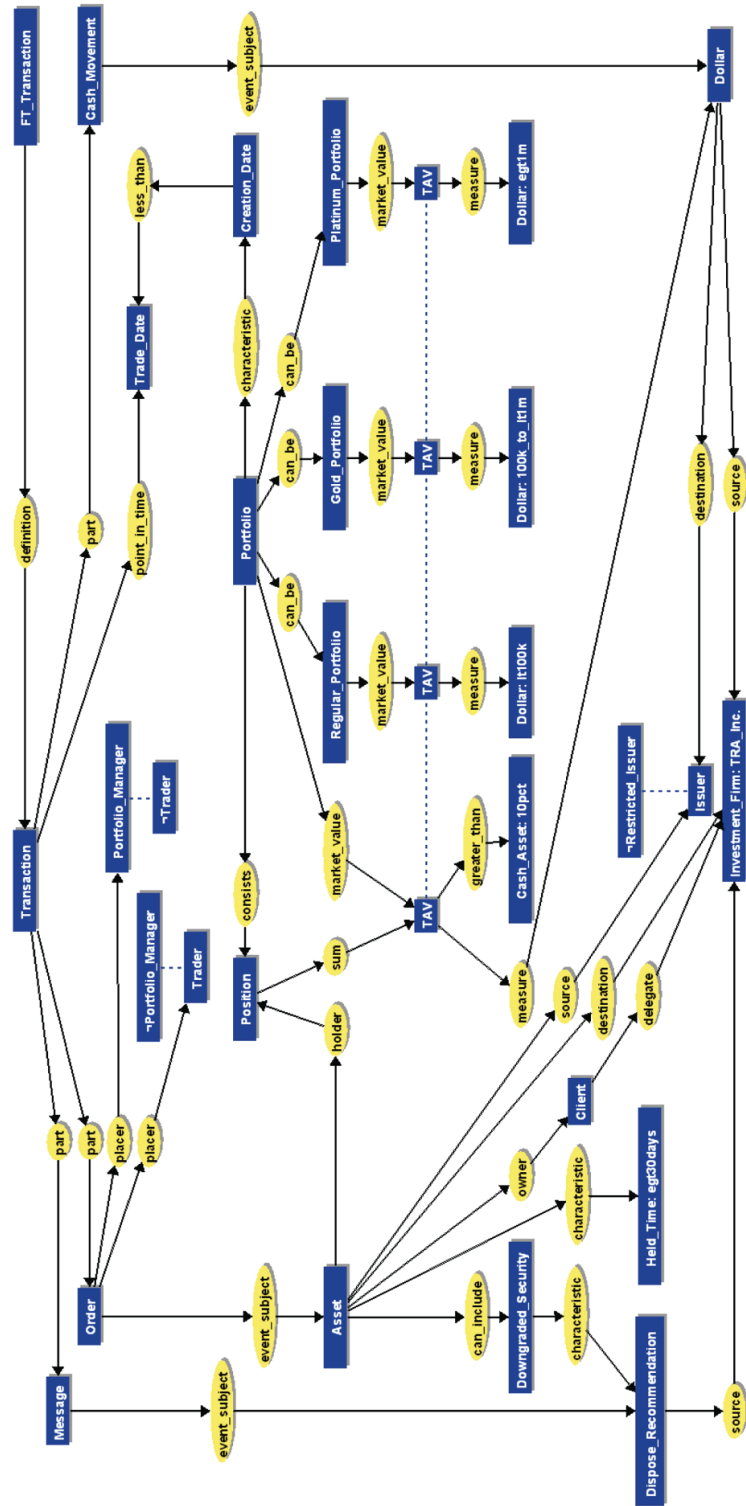 FT_Transaction
definition
Transaction
Cash_Movement
event_subject
part
part
part
Message
Order
placer
placer
Portfolio_Manager
¬Trader
¬Portfolio_Manager
Trader
point_in_time
Trade_Date
less_than
Creation_Date
characteristic
event_subject
event_subject
Position
consists
Portfolio
holder
sum
market_value
can_be
can_be
can_be
Regular_Portfolio
Gold_Portfolio
Platinum_Portfolio
market_value
market_value
market_value
TAV
TAV
TAV
TAV
Asset
greater_than
measure
measure
measure
measure
can_include
owner
source
Downgraded_Security
Cash_Asset: 10pct
Dollar: lt100k
Dollar: 100k_to_lt1m
Dollar: egt1m
characteristic
characteristic
Client
destination
delegate
Held_Time: egt30days
¬Restricted_Issuer
Issuer
destination
source
Dollar
Dispose_Recommendation
Investment_Firm: TRA_Inc.
source